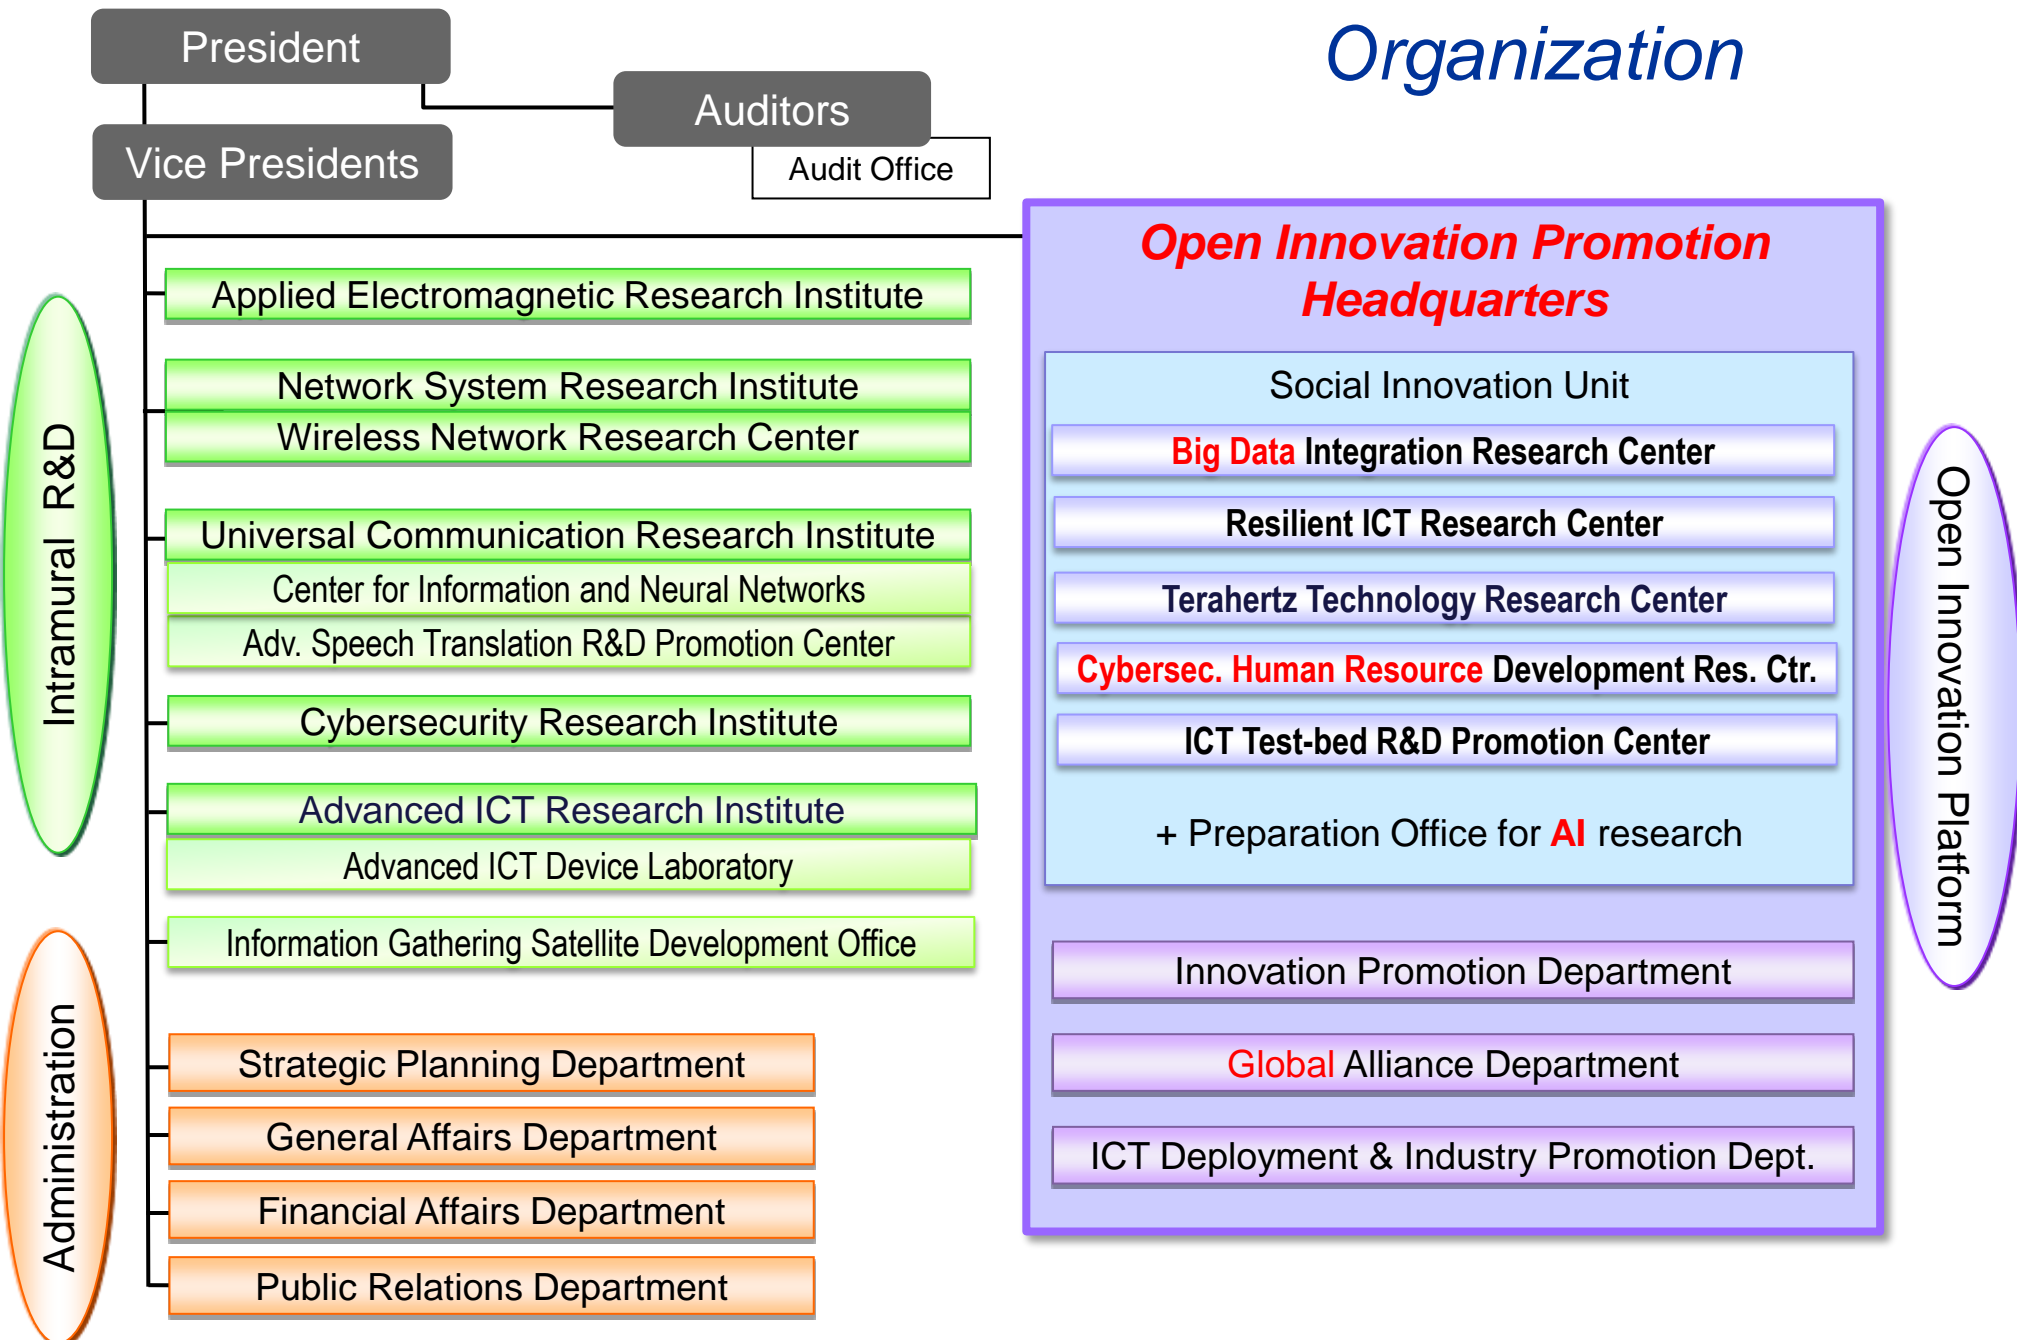 Organization
President
Auditors
Audit Office
Vice Presidents
Intramural R&D
Applied Electromagnetic Research Institute
Network System Research Institute
Wireless Network Research Center
Universal Communication Research Institute
Center for Information and Neural Networks
Adv. Speech Translation R&D Promotion Center
Cybersecurity Research Institute
Advanced ICT Research Institute
Advanced ICT Device Laboratory
Information Gathering Satellite Development Office
Administration
Strategic Planning Department
General Affairs Department
Financial Affairs Department
Public Relations Department
Open Innovation Promotion
Headquarters
Social Innovation Unit
Big Data Integration Research Center
Resilient ICT Research Center
Terahertz Technology Research Center
Cybersec. Human Resource Development Res. Ctr.
ICT Test-bed R&D Promotion Center
+ Preparation Office for AI research
Innovation Promotion Department
Global Alliance Department
ICT Deployment & Industry Promotion Dept.
Open Innovation Platform